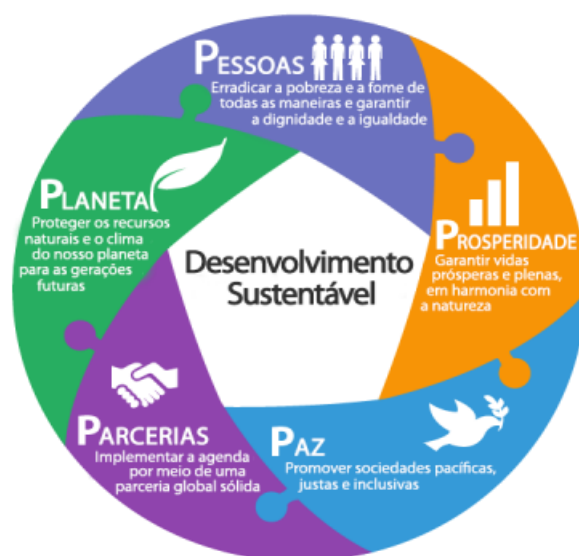 PESSOAS
Erradicar a pobreza e a fome de
todas as maneiras e garantir
a dignidade e a igualdade
PROSPERIDADE
Garantir vidas
prósperas e plenas,
em harmonia com
a natureza
PAZ
Promover sociedades pacíficas,
justas e inclusivas
PARCERIAS
Implementar a agenda
por meio de uma
parceria global sólida
PLANETA
Proteger os recursos
naturais e o clima
do nosso planeta
para as gerações
futuras
Desenvolvimento
Sustentável